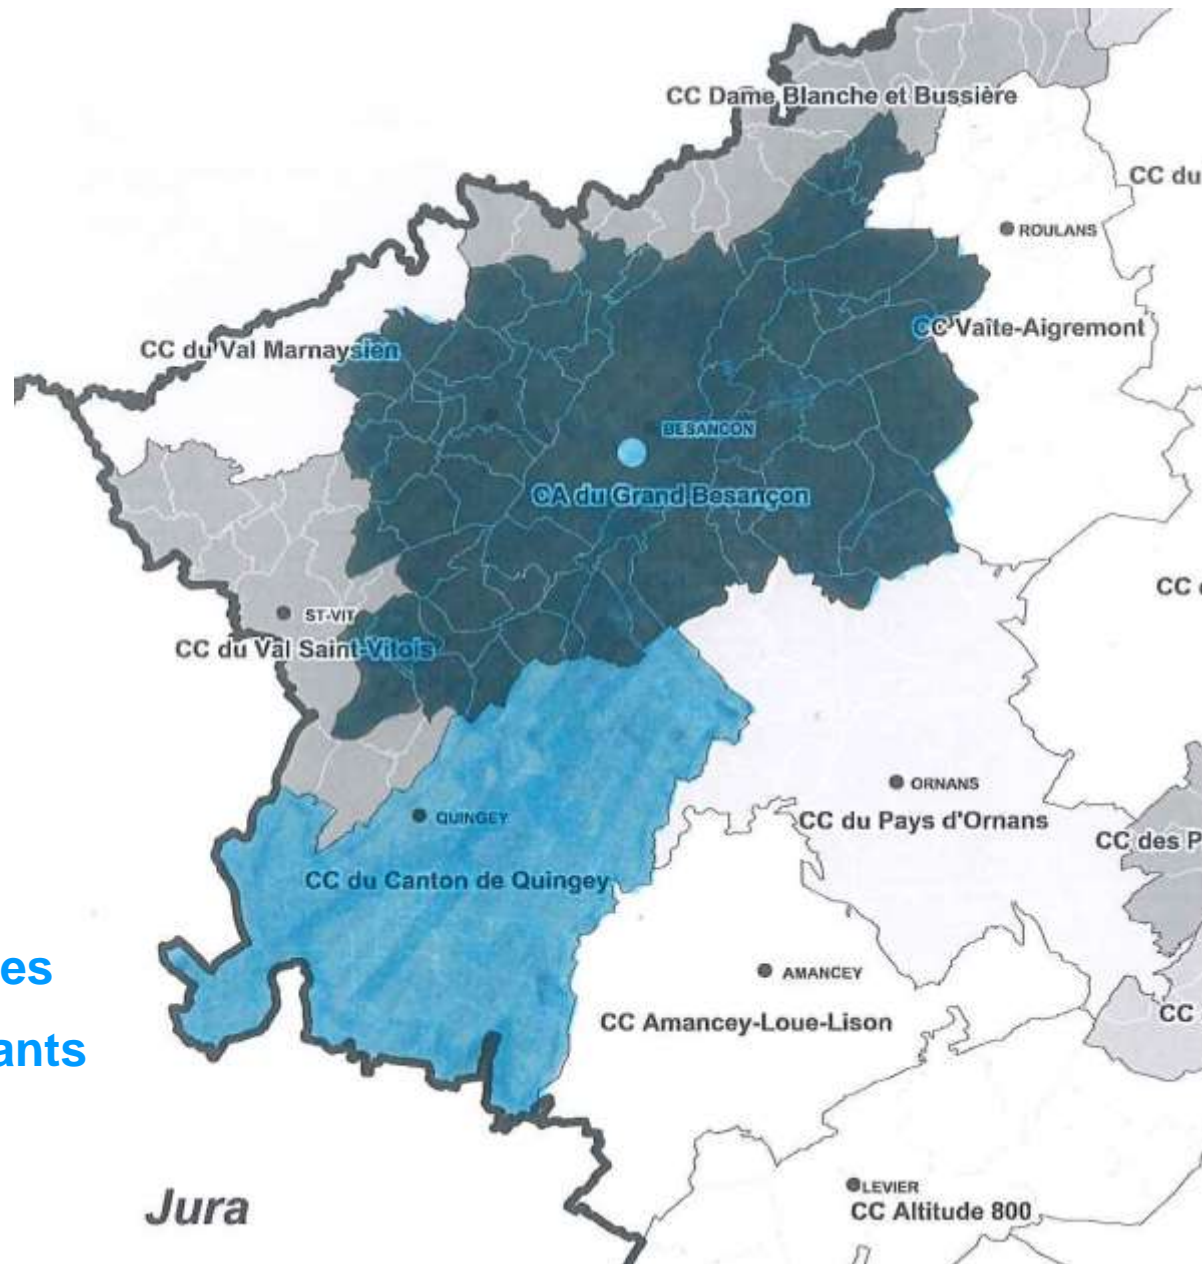 CC Dame Blanche et Bussière
CC du
ROULANS
CC Vaîte-Aigremont
CC du Val Marnaysien
BESANCON
CA du Grand Besançon
CC
ST-VIT
CC du Val Saint-Vitois
ORNANS
QUINGEY
CC du Pays d'Ornans
CC des P
CC du Canton de Quingey
es
AMANCEY
CC
CC Amancey-Loue-Lison
ants
LEVIER
Jura
CC Altitude 800